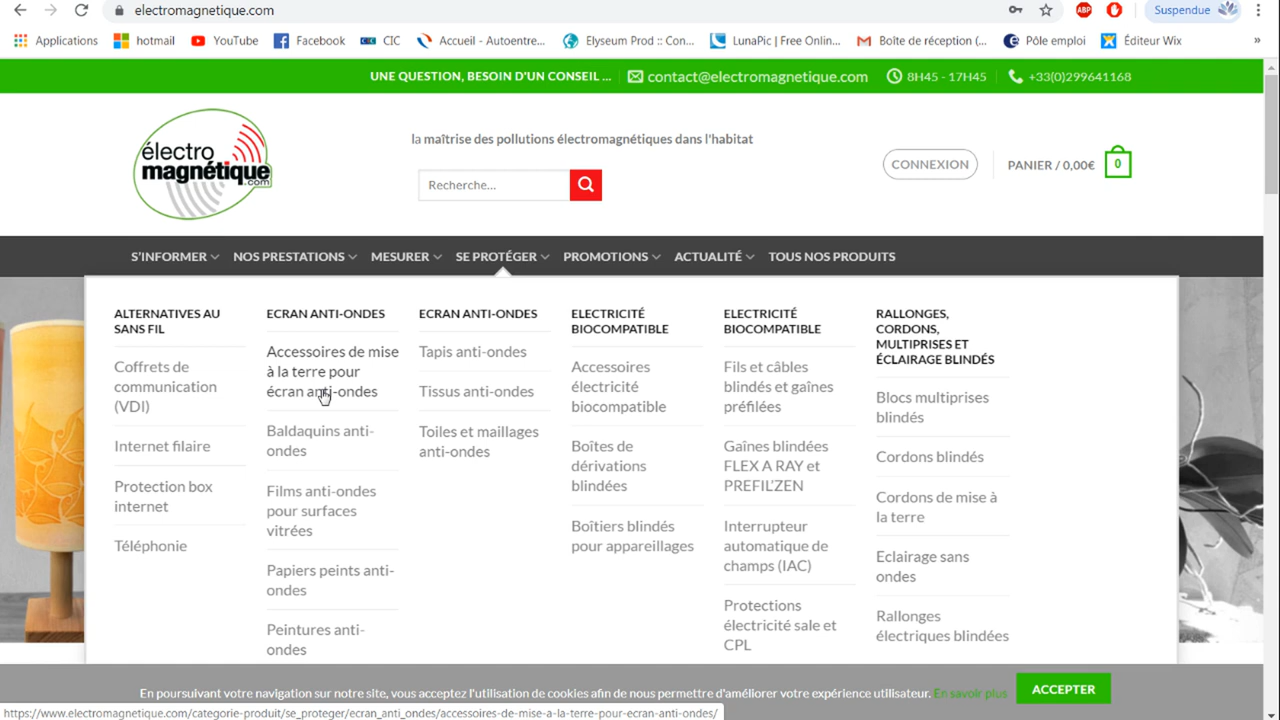 electromagnetique.com
Suspendue
Applications
hotmail
YouTube
Facebook
CIC
Accueil - Autoentre...
Elyseum Prod :: Con...
LunaPic | Free Onlin...
Boîte de réception (...
Pôle emploi
Éditeur Wix
»
UNE QUESTION, BESOIN D'UN CONSEIL ...
contact@electromagnetique.com
8H45 - 17H45
+33(0)299641168
électro
magnétique.com
la maîtrise des pollutions électromagnétiques dans l'habitat
Recherche...
CONNEXION
PANIER / 0,00€
0
S'INFORMER
NOS PRESTATIONS
MESURER
SE PROTÉGER
PROMOTIONS
ACTUALITÉ
TOUS NOS PRODUITS
ALTERNATIVES AU
SANS FIL
Coffrets de
communication
(VDI)
Internet filaire
Protection box
internet
Téléphonie
ECRAN ANTI-ONDES
Accessoires de mise
à la terre pour
écran anti-ondes
Baldaquins anti-
ondes
Films anti-ondes
pour surfaces
vitrées
Papiers peints anti-
ondes
Peintures anti-
ondes
ECRAN ANTI-ONDES
Tapis anti-ondes
Tissus anti-ondes
Toiles et maillages
anti-ondes
ELECTRICITÉ
BIOCOMPATIBLE
Accessoires
électricité
biocompatible
Boîtes de
dérivations
blindées
Boîtiers blindés
pour appareillages
ELECTRICITÉ
BIOCOMPATIBLE
Fils et câbles
blindés et gaînes
préfilées
Gaînes blindées
FLEX A RAY et
PREFIL'ZEN
Interrupteur
automatique de
champs (IAC)
Protections
électricité sale et
CPL
RALLONGES,
CORDONS,
MULTIPRISES ET
ÉCLAIRAGE BLINDÉS
Blocs multiprises
blindés
Cordons blindés
Cordons de mise à
la terre
Eclairage sans
ondes
Rallonges
électriques blindées
En poursuivant votre navigation sur notre site, vous acceptez l'utilisation de cookies afin de nous permettre d'améliorer votre expérience utilisateur. En savoir plus
ACCEPTER
https://www.electromagnetique.com/categorie-produit/se_proteger/ecran_anti_ondes/accessoires-de-mise-a-la-terre-pour-ecran-anti-ondes/